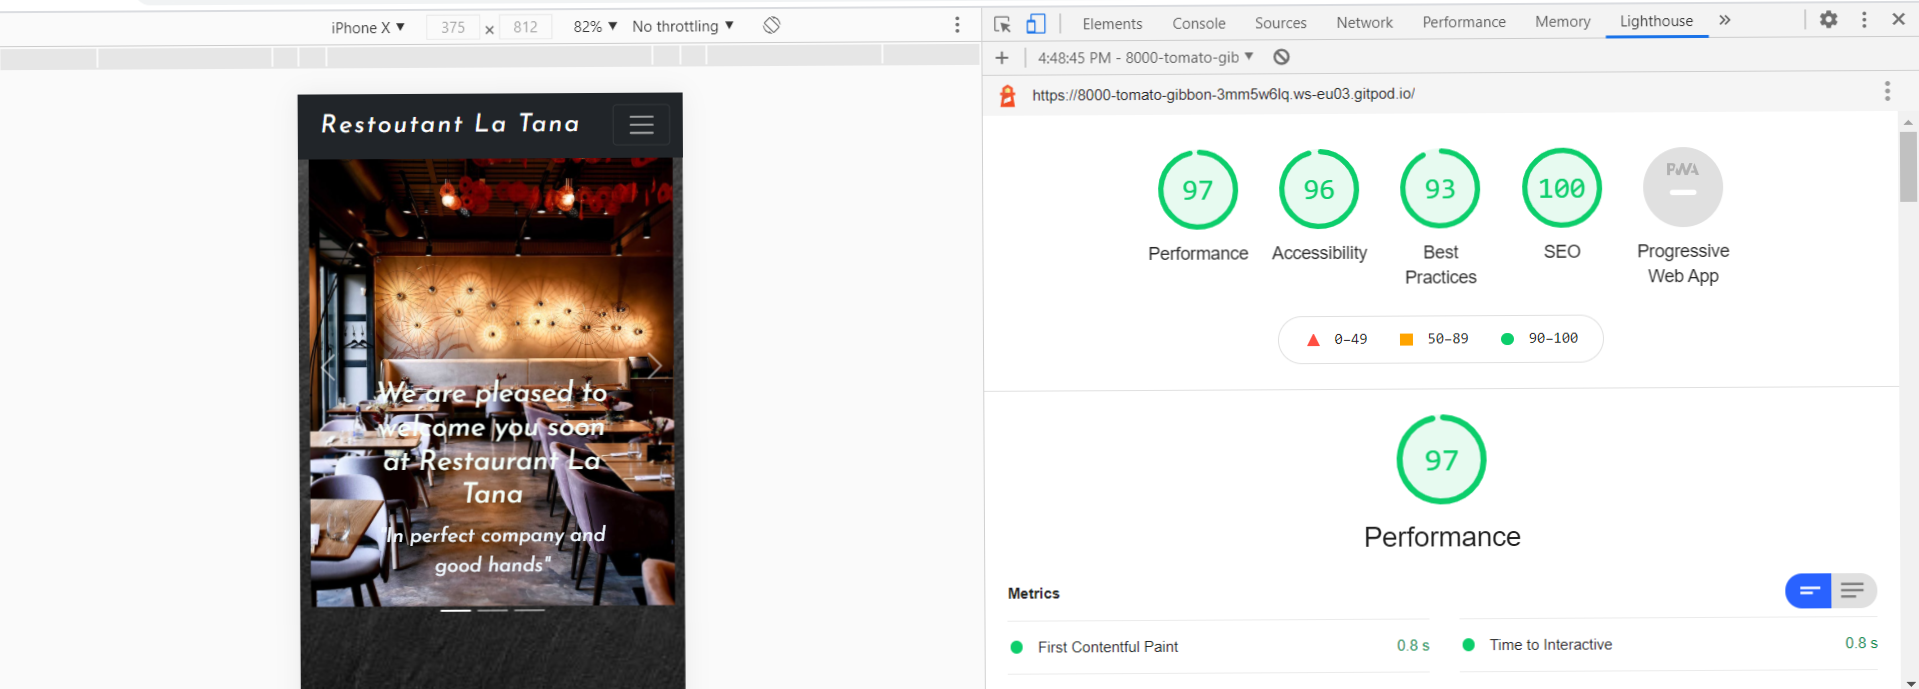 iPhone X ▼ 375 × 812 82% ▼ No throttling ▼
Elements Console Sources Network Performance Memory Lighthouse »
+ 4:48:45 PM - 8000-tomato-gib ▼
https://8000-tomato-gibbon-3mm5w6lq.ws-eu03.gitpod.io/
Restoutant La Tana
We are pleased to
welcome you soon
at Restaurant La
Tana
"In perfect company and
good hands"
97 96 93 100 PWA
Performance Accessibility Best Practices SEO Progressive Web App
0–49 50–89 90–100
97
Performance
Metrics
First Contentful Paint 0.8 s Time to Interactive 0.8 s